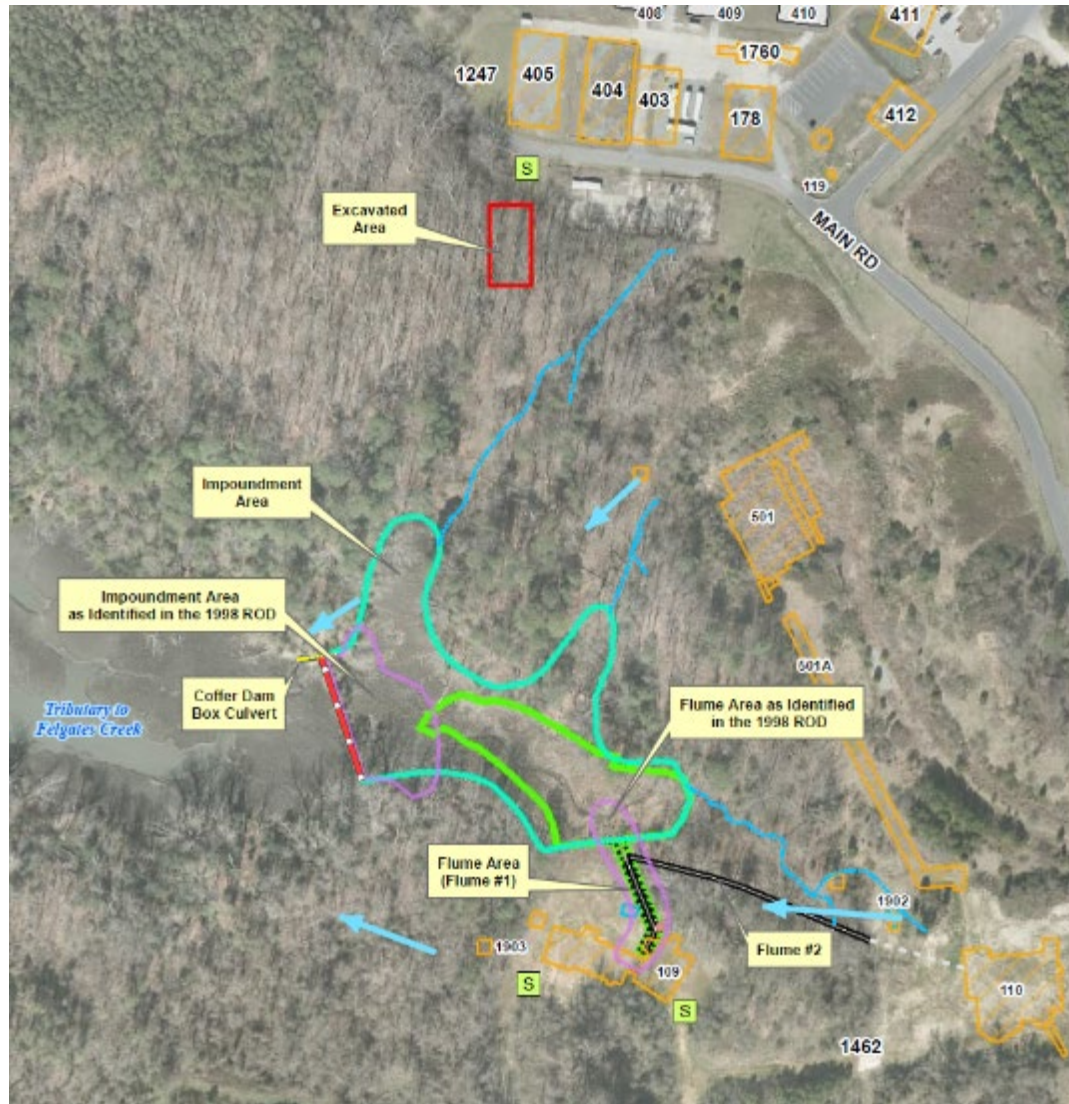 408
409
410
411
1760
1247
405
404
403
178
412
S
119
MAIN RD
Excavated
Area
Impoundment
Area
501
Impoundment Area
as Identified in the 1998 ROD
501A
Coffer Dam
Box Culvert
Flume Area as Identified
in the 1998 ROD
Tributary to
Felgates Creek
Flume Area
(Flume #1)
1902
1903
Flume #2
109
110
S
S
1462